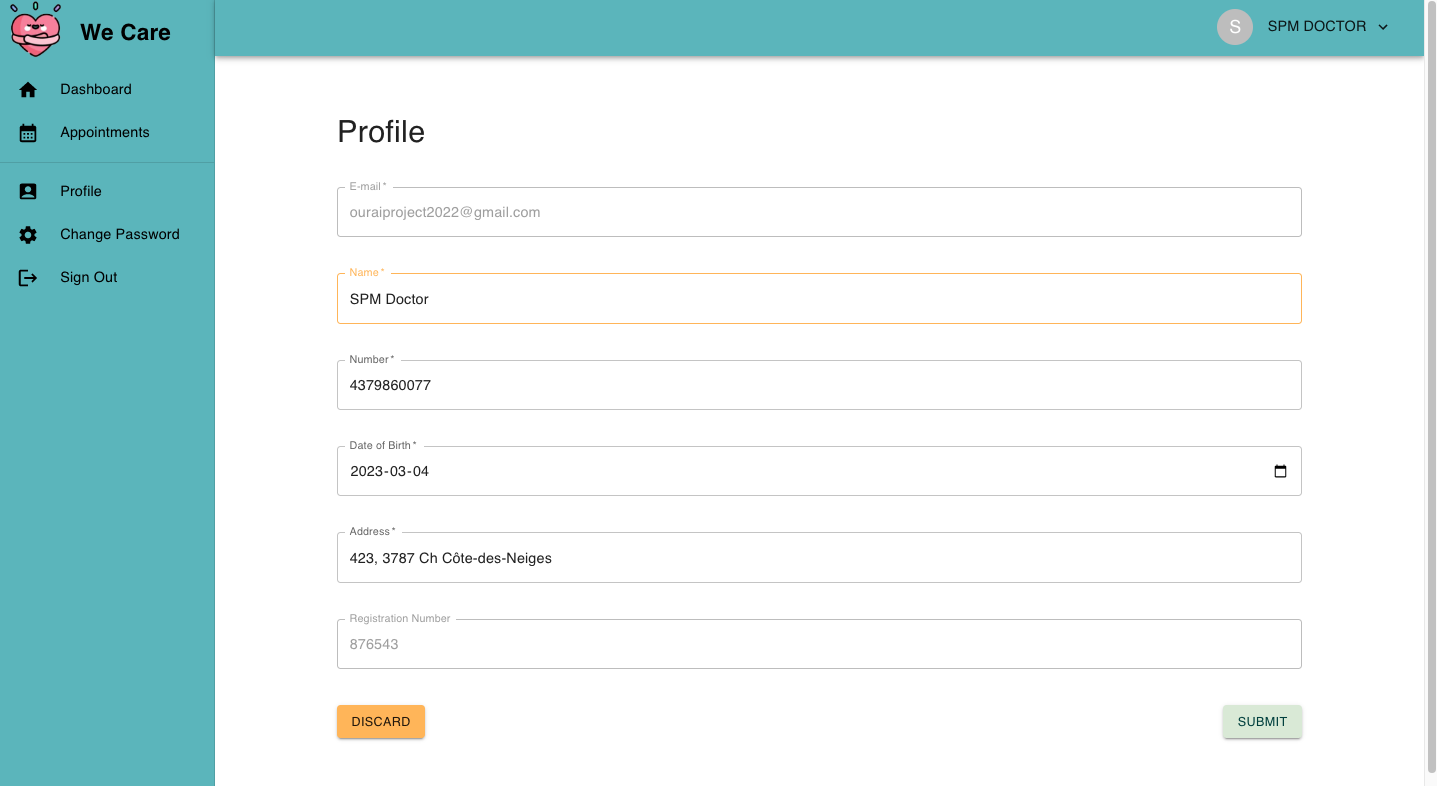 We Care
S
SPM DOCTOR
Dashboard
Appointments
Profile
Change Password
Sign Out
Profile
E-mail *
ouraiproject2022@gmail.com
Name *
SPM Doctor
Number *
4379860077
Date of Birth *
2023-03-04
Address *
423, 3787 Ch Côte-des-Neiges
Registration Number
876543
DISCARD
SUBMIT